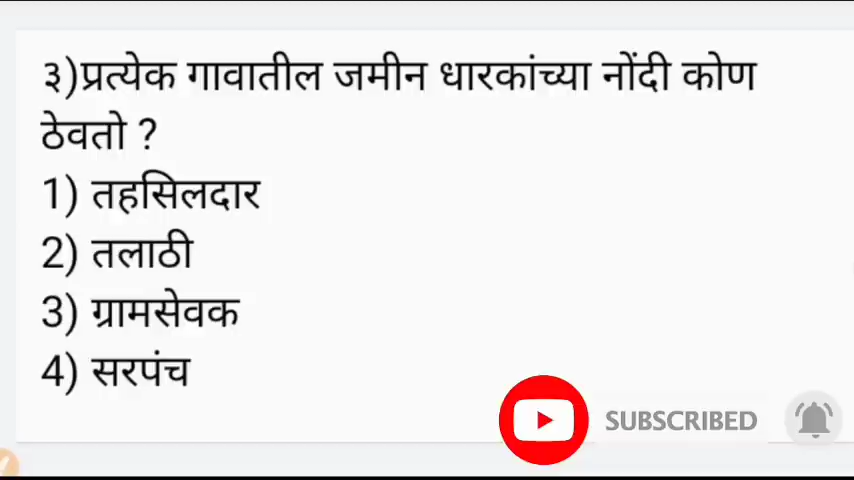 ३)प्रत्येक गावातील जमीन धारकांच्या नोंदी कोण
ठेवतो ?
1) तहसिलदार
2) तलाठी
3) ग्रामसेवक
4) सरपंच
SUBSCRIBED